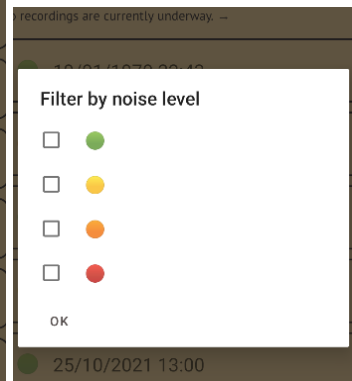 recordings are currently underway. →
Filter by noise level
OK
25/10/2021 13:00